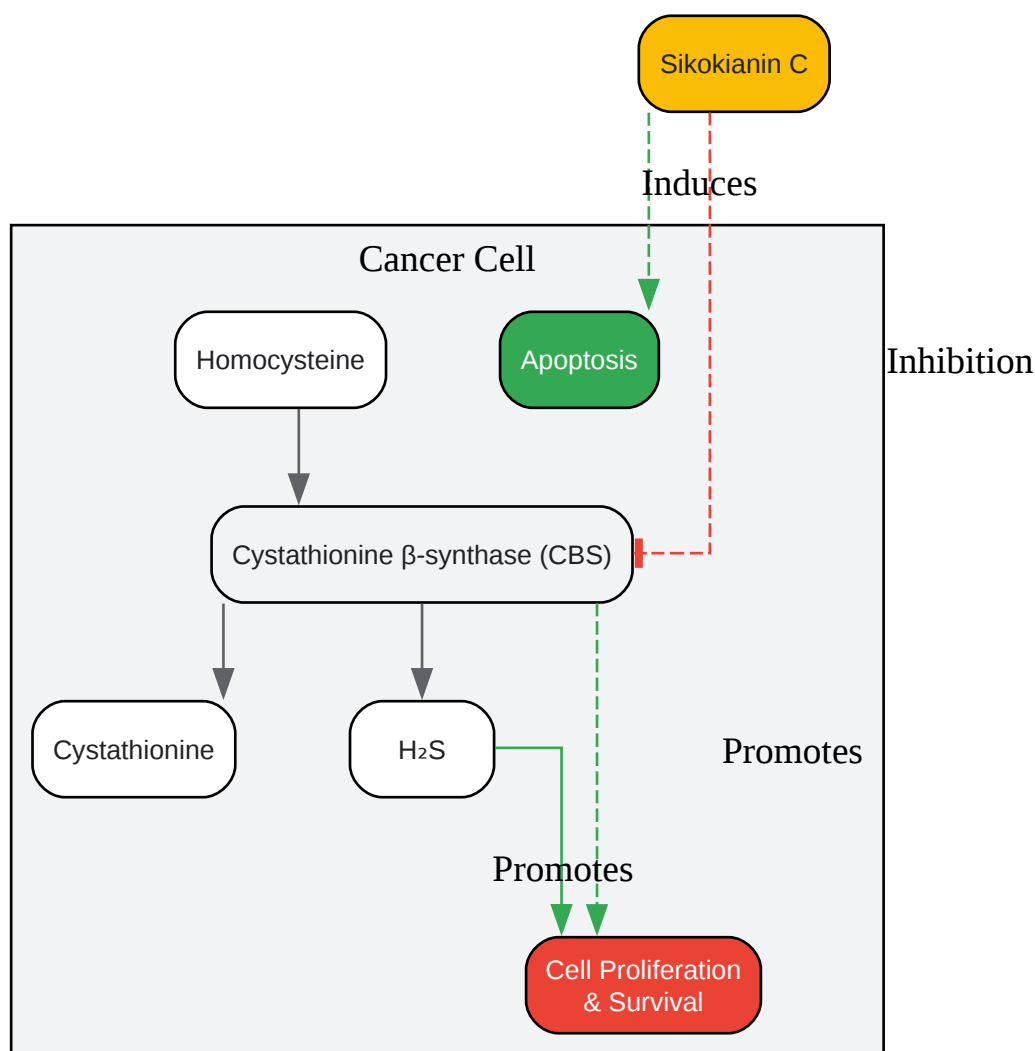 Sikokianin C
Induces
Cancer Cell
Homocysteine
Apoptosis
Inhibition
Cystathionine β-synthase (CBS)
Cystathionine
H₂S
Promotes
Promotes
Cell Proliferation
& Survival